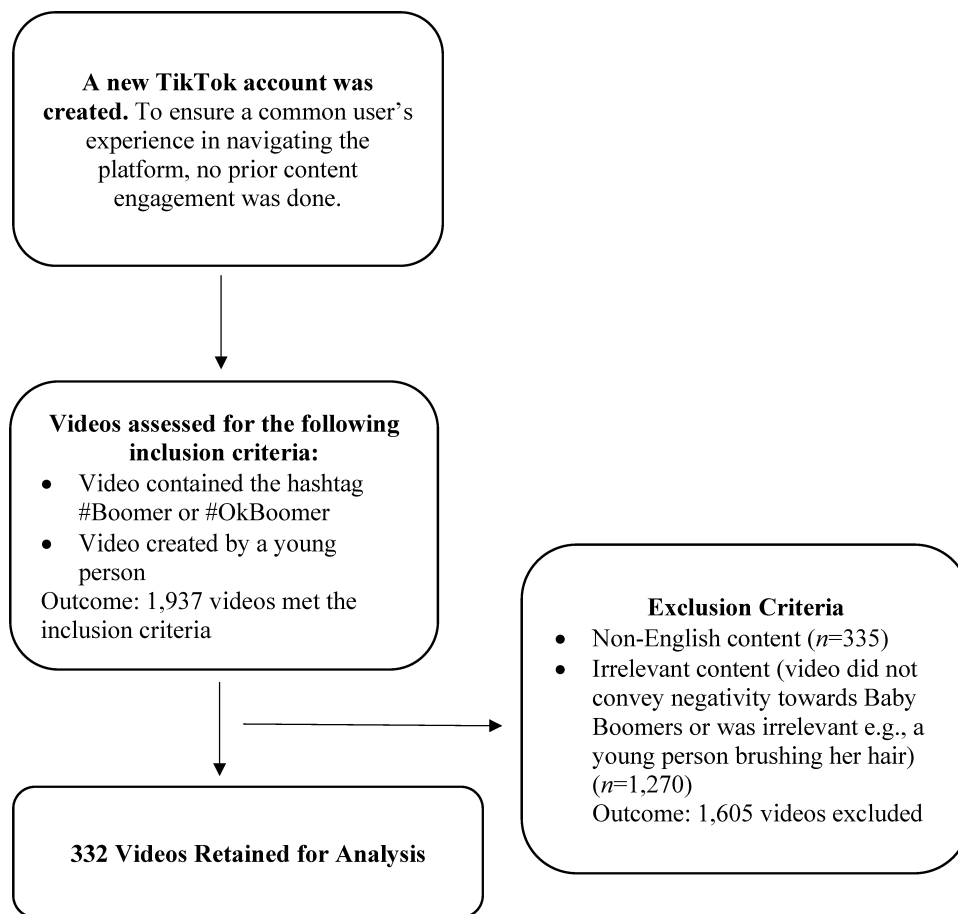 A new TikTok account was
created. To ensure a common user’s
experience in navigating the
platform, no prior content
engagement was done.
Videos assessed for the following
inclusion criteria:
• Video contained the hashtag
#Boomer or #OkBoomer
• Video created by a young
person
Outcome: 1,937 videos met the
inclusion criteria
Exclusion Criteria
• Non-English content (n=335)
• Irrelevant content (video did not
convey negativity towards Baby
Boomers or was irrelevant e.g., a
young person brushing her hair)
(n=1,270)
Outcome: 1,605 videos excluded
332 Videos Retained for Analysis